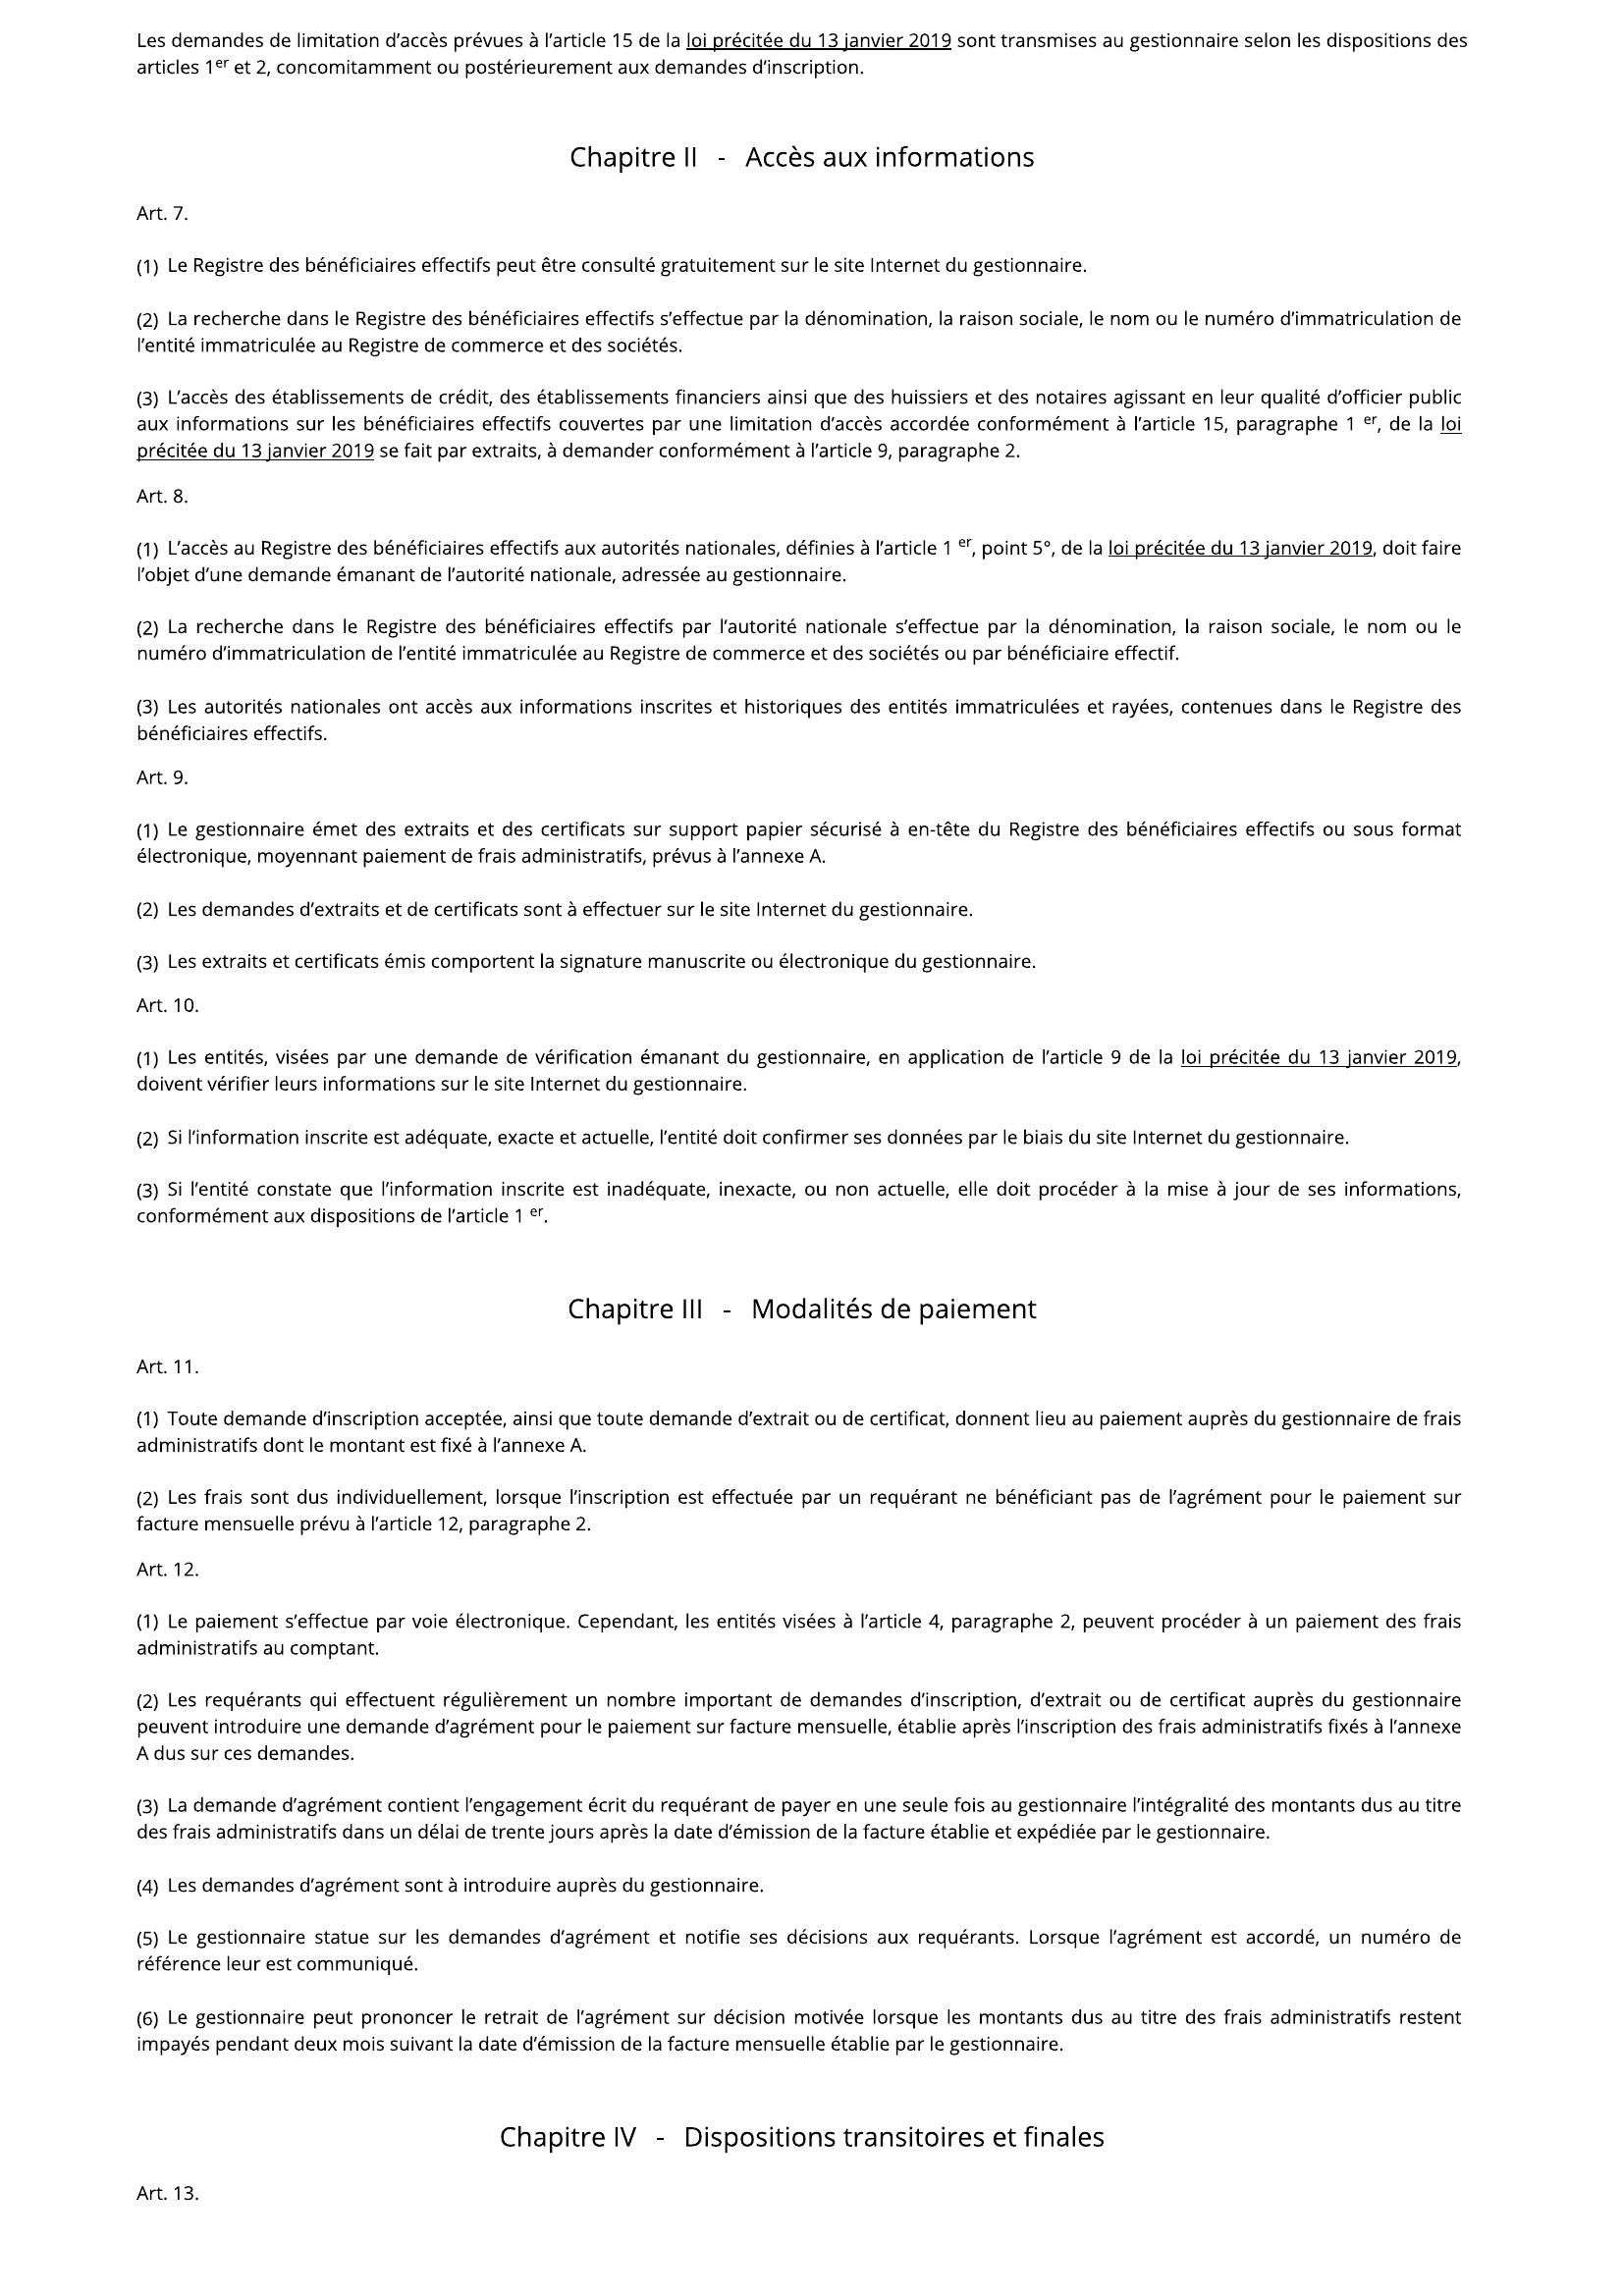 Les demandes de limitation d’accès prévues à l’article 15 de la loi précitée du 13 janvier 2019 sont transmises au gestionnaire selon les dispositions des
articles 1er et 2, concomitamment ou postérieurement aux demandes d’inscription.
Chapitre II - Accès aux informations
Art. 7.
(1) Le Registre des bénéficiaires effectifs peut être consulté gratuitement sur le site Internet du gestionnaire.
(2) La recherche dans le Registre des bénéficiaires effectifs s’effectue par la dénomination, la raison sociale, le nom ou le numéro d’immatriculation de
l’entité immatriculée au Registre de commerce et des sociétés.
(3) L’accès des établissements de crédit, des établissements financiers ainsi que des huissiers et des notaires agissant en leur qualité d’officier public
aux informations sur les bénéficiaires effectifs couvertes par une limitation d’accès accordée conformément à l’article 15, paragraphe 1 er, de la loi
précitée du 13 janvier 2019 se fait par extraits, à demander conformément à l’article 9, paragraphe 2.
Art. 8.
(1) L’accès au Registre des bénéficiaires effectifs aux autorités nationales, définies à l’article 1 er, point 5°, de la loi précitée du 13 janvier 2019, doit faire
l’objet d’une demande émanant de l’autorité nationale, adressée au gestionnaire.
(2) La recherche dans le Registre des bénéficiaires effectifs par l’autorité nationale s’effectue par la dénomination, la raison sociale, le nom ou le
numéro d’immatriculation de l’entité immatriculée au Registre de commerce et des sociétés ou par bénéficiaire effectif.
(3) Les autorités nationales ont accès aux informations inscrites et historiques des entités immatriculées et rayées, contenues dans le Registre des
bénéficiaires effectifs.
Art. 9.
(1) Le gestionnaire émet des extraits et des certificats sur support papier sécurisé à en-tête du Registre des bénéficiaires effectifs ou sous format
électronique, moyennant paiement de frais administratifs, prévus à l’annexe A.
(2) Les demandes d’extraits et de certificats sont à effectuer sur le site Internet du gestionnaire.
(3) Les extraits et certificats émis comportent la signature manuscrite ou électronique du gestionnaire.
Art. 10.
(1) Les entités, visées par une demande de vérification émanant du gestionnaire, en application de l’article 9 de la loi précitée du 13 janvier 2019,
doivent vérifier leurs informations sur le site Internet du gestionnaire.
(2) Si l’information inscrite est adéquate, exacte et actuelle, l’entité doit confirmer ses données par le biais du site Internet du gestionnaire.
(3) Si l’entité constate que l’information inscrite est inadéquate, inexacte, ou non actuelle, elle doit procéder à la mise à jour de ses informations,
conformément aux dispositions de l’article 1 er.
Chapitre III - Modalités de paiement
Art. 11.
(1) Toute demande d’inscription acceptée, ainsi que toute demande d’extrait ou de certificat, donnent lieu au paiement auprès du gestionnaire de frais
administratifs dont le montant est fixé à l’annexe A.
(2) Les frais sont dus individuellement, lorsque l’inscription est effectuée par un requérant ne bénéficiant pas de l’agrément pour le paiement sur
facture mensuelle prévu à l’article 12, paragraphe 2.
Art. 12.
(1) Le paiement s’effectue par voie électronique. Cependant, les entités visées à l’article 4, paragraphe 2, peuvent procéder à un paiement des frais
administratifs au comptant.
(2) Les requérants qui effectuent régulièrement un nombre important de demandes d’inscription, d’extrait ou de certificat auprès du gestionnaire
peuvent introduire une demande d’agrément pour le paiement sur facture mensuelle, établie après l’inscription des frais administratifs fixés à l’annexe
A dus sur ces demandes.
(3) La demande d’agrément contient l’engagement écrit du requérant de payer en une seule fois au gestionnaire l’intégralité des montants dus au titre
des frais administratifs dans un délai de trente jours après la date d’émission de la facture établie et expédiée par le gestionnaire.
(4) Les demandes d’agrément sont à introduire auprès du gestionnaire.
(5) Le gestionnaire statue sur les demandes d’agrément et notifie ses décisions aux requérants. Lorsque l’agrément est accordé, un numéro de
référence leur est communiqué.
(6) Le gestionnaire peut prononcer le retrait de l’agrément sur décision motivée lorsque les montants dus au titre des frais administratifs restent
impayés pendant deux mois suivant la date d’émission de la facture mensuelle établie par le gestionnaire.
Chapitre IV - Dispositions transitoires et finales
Art. 13.